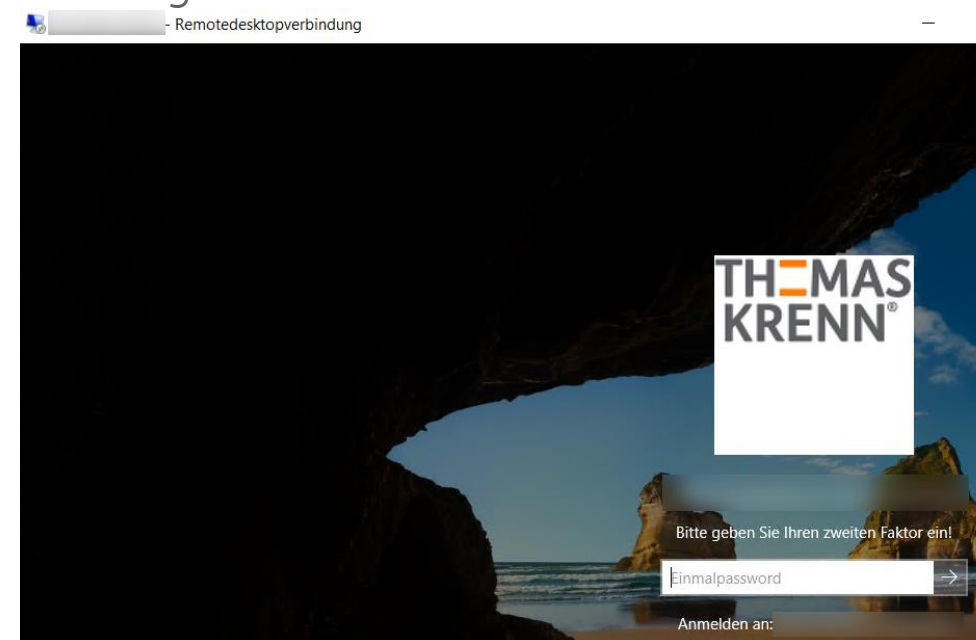 - Remotedesktopverbindung
THOMAS
KRENN®
Bitte geben Sie Ihren zweiten Faktor ein!
Einmalpassword
Anmelden an: